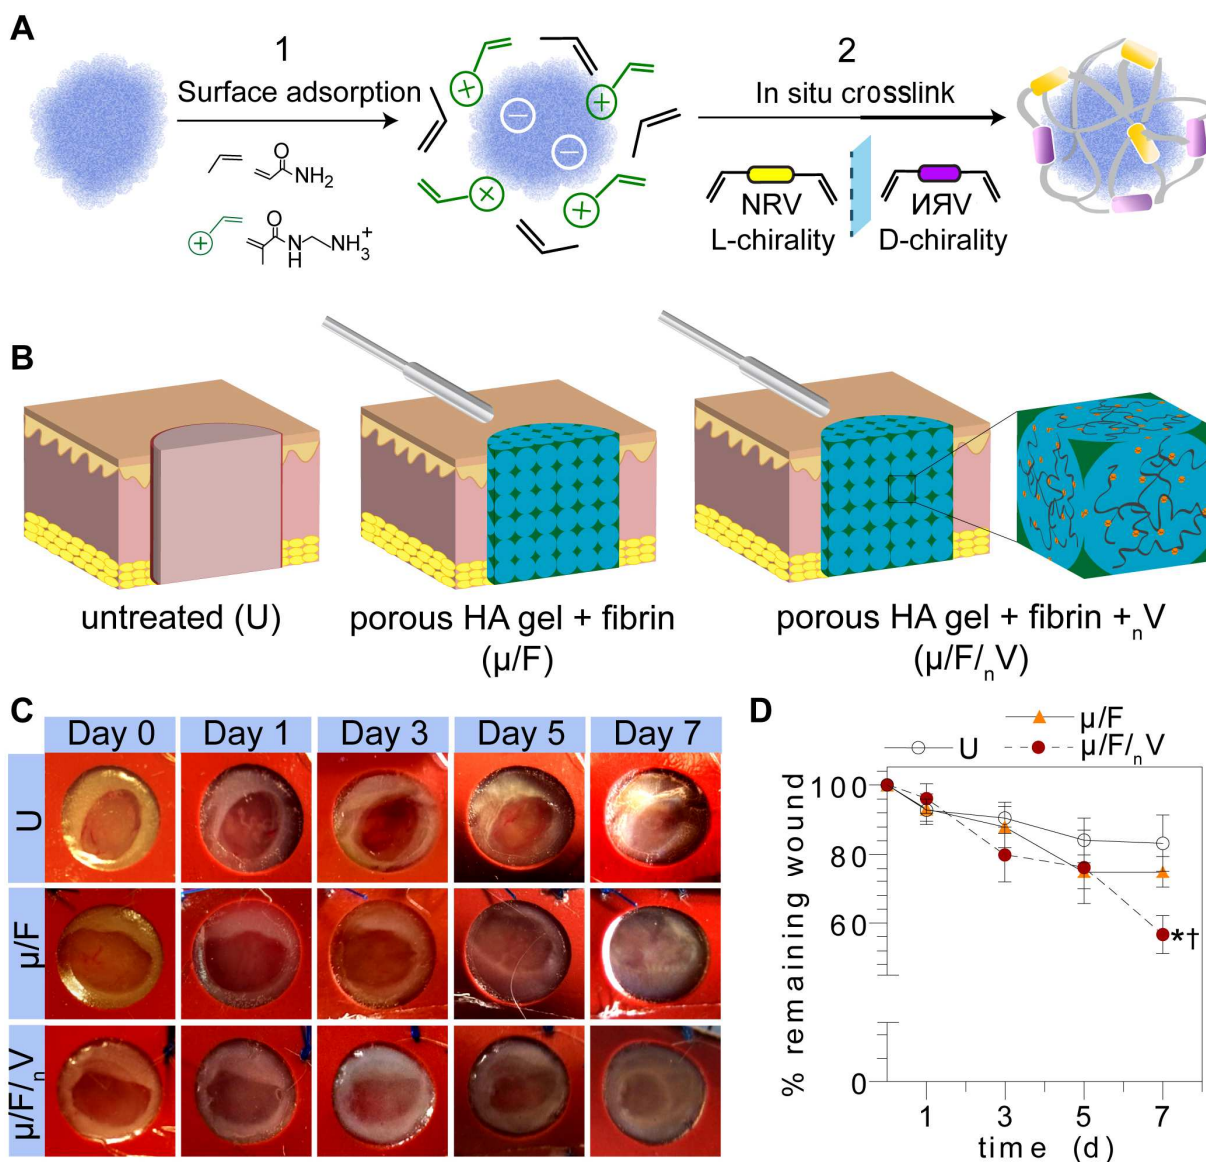 A
1
Surface adsorption
O
NH2
+
O
N
H
NH3+
+
+
−
−
+
+
2
In situ crosslink
NRV
L-chirality
ИЯV
D-chirality
B
untreated (U)
porous HA gel + fibrin
(µ/F)
porous HA gel + fibrin +nV
(µ/F/nV)
C
Day 0
Day 1
Day 3
Day 5
Day 7
U
µ/F
µ/F/nV
D
µ/F
U
µ/F/nV
% remaining wound
100
80
60
0
*†
1
3
5
7
time (d)